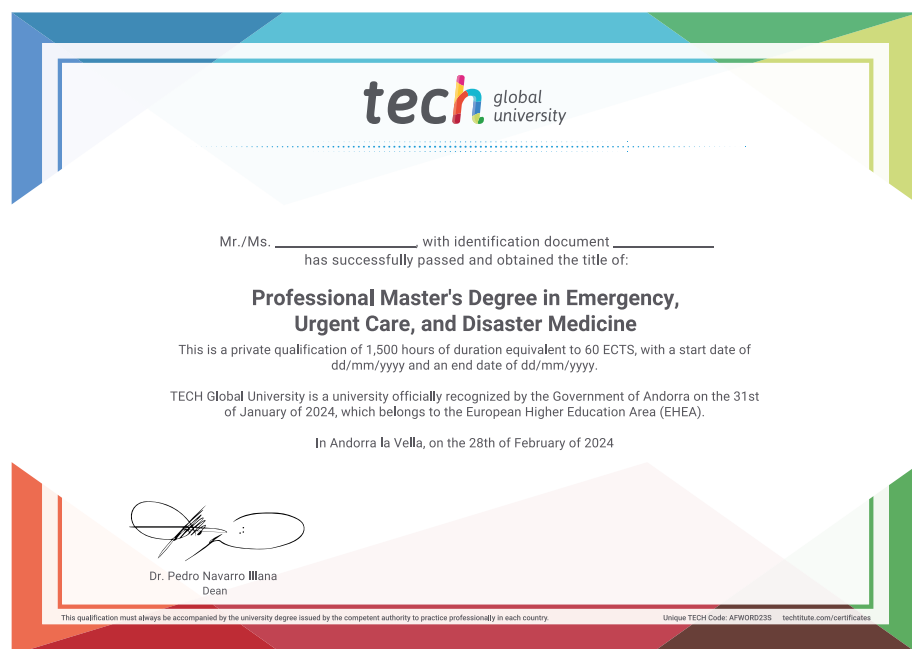 tech global
university
Mr./Ms. ____________, with identification document ____________
has successfully passed and obtained the title of:
Professional Master's Degree in Emergency,
Urgent Care, and Disaster Medicine
This is a private qualification of 1,500 hours of duration equivalent to 60 ECTS, with a start date of
dd/mm/yyyy and an end date of dd/mm/yyyy.
TECH Global University is a university officially recognized by the Government of Andorra on the 31st
of January of 2024, which belongs to the European Higher Education Area (EHEA).
In Andorra la Vella, on the 28th of February of 2024
Dr. Pedro Navarro Illana
Dean
This qualification must always be accompanied by the university degree issued by the competent authority to practice professionally in each country.
Unique TECH Code: AFWORD23S techtitute.com/certificates